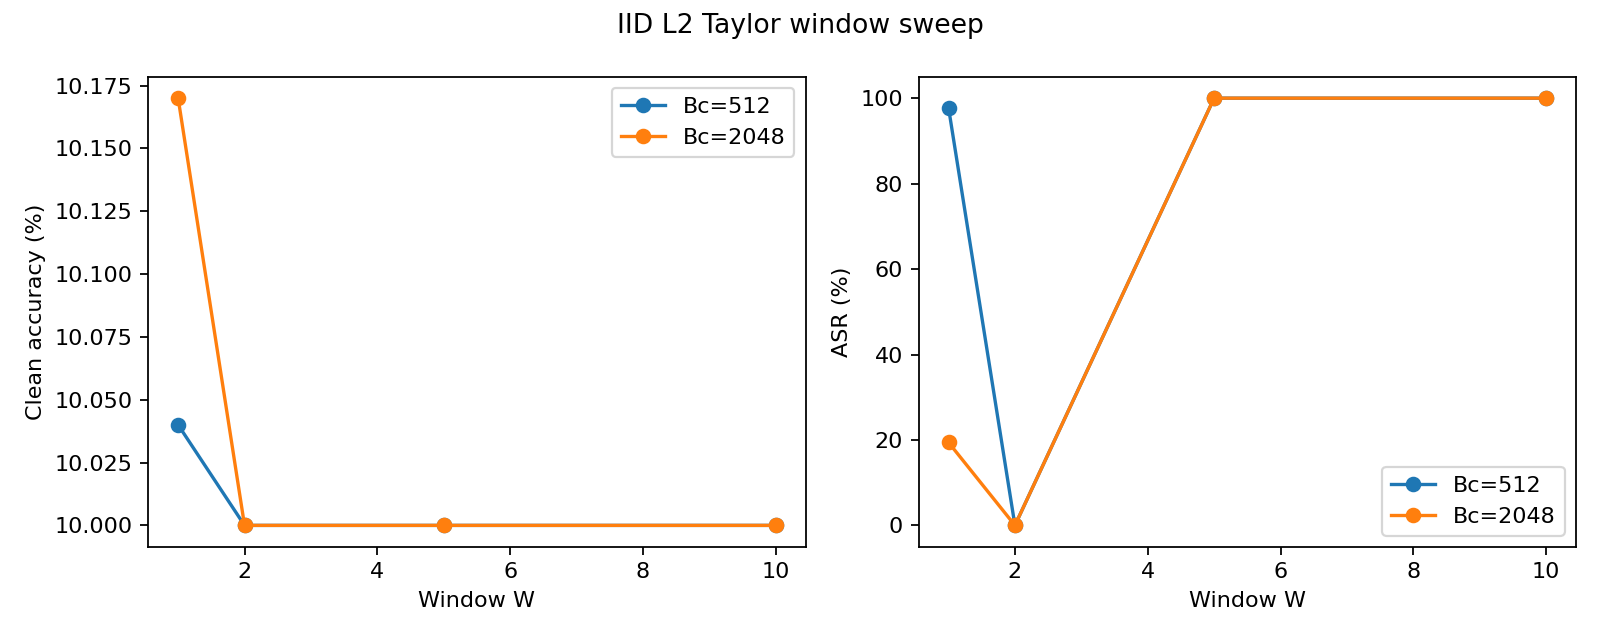 IID L2 Taylor window sweep
Clean accuracy (%)
10.175
10.150
10.125
10.100
10.075
10.050
10.025
10.000
2
4
6
8
10
Window W
Bc=512
Bc=2048
ASR (%)
100
80
60
40
20
0
2
4
6
8
10
Window W
Bc=512
Bc=2048